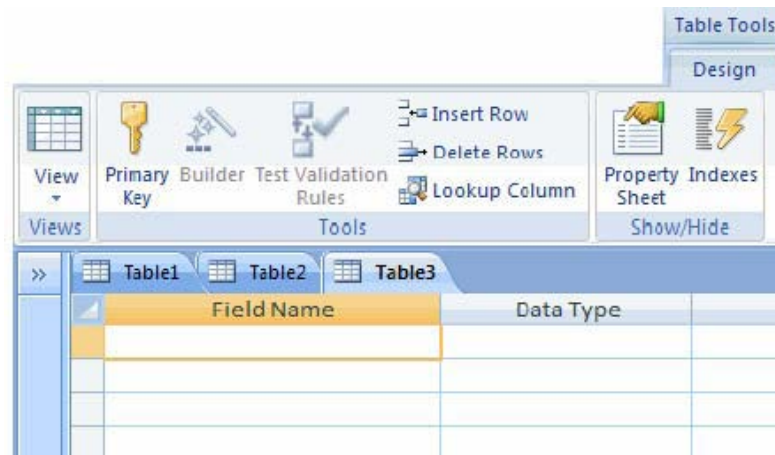 Table Tools
Design
View
Primary Key
Builder
Test Validation Rules
Insert Row
Delete Rows
Lookup Column
Property Sheet
Indexes
Views
Tools
Show/Hide
Table1
Table2
Table3
Field Name
Data Type